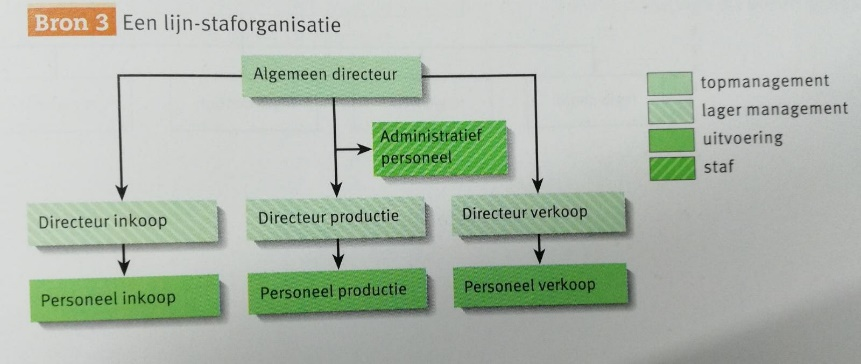 Bron 3 Een lijn-staforganisatie
Algemeen directeur
topmanagement
lager management
uitvoering
staf
Administratief
personeel
Directeur inkoop
Directeur productie
Directeur verkoop
Personeel inkoop
Personeel productie
Personeel verkoop